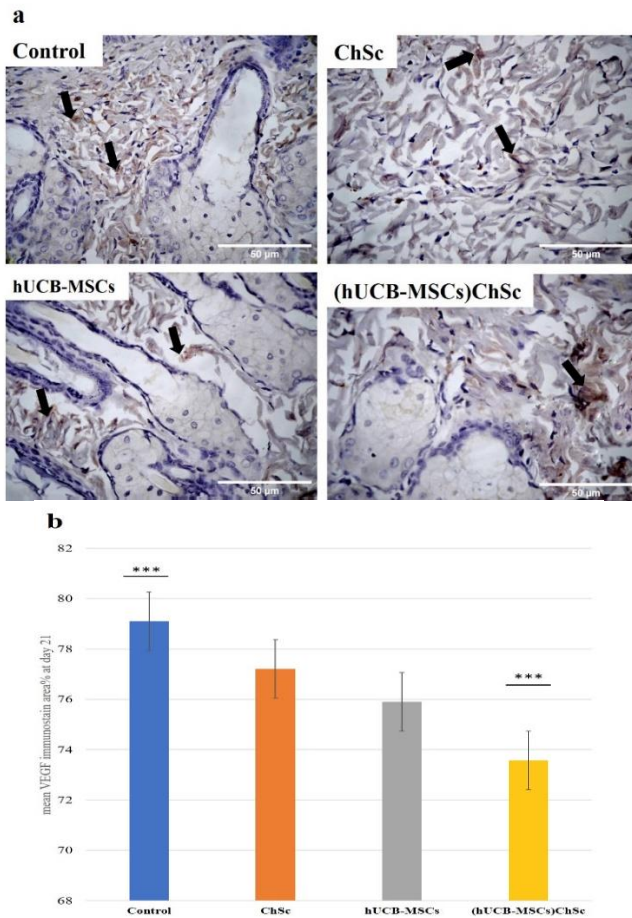 a
Control
ChSc
50 µm
50 µm
hUCB-MSCs
(hUCB-MSCs)ChSc
50 µm
50 µm
b
mean VEGF immunostain area% at day 21
82
80
78
76
74
72
70
68
***
***
Control
ChSc
hUCB-MSCs
(hUCB-MSCs)ChSc